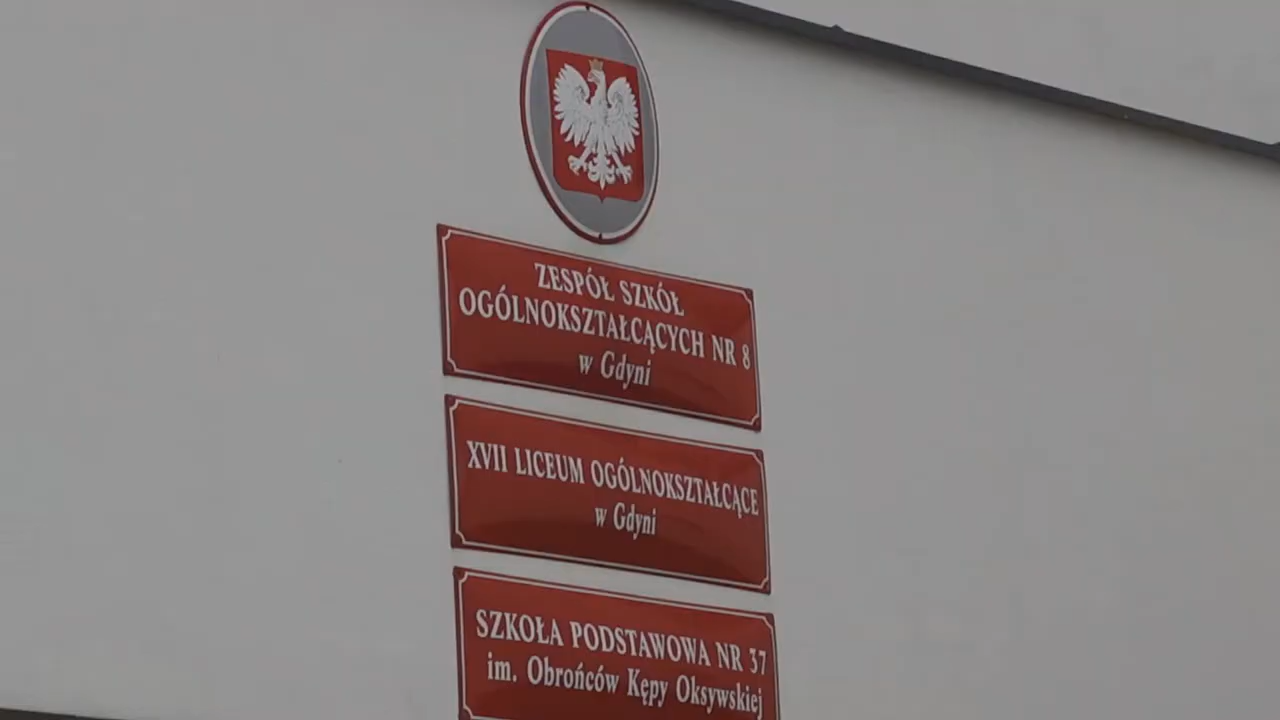 ZESPÓŁ SZKÓŁ
OGÓLNOKSZTAŁCĄCYCH NR 8
w Gdyni
XVII LICEUM OGÓLNOKSZTAŁCĄCE
w Gdyni
SZKOŁA PODSTAWOWA NR 37
im. Obrońców Kępy Oksywskiej